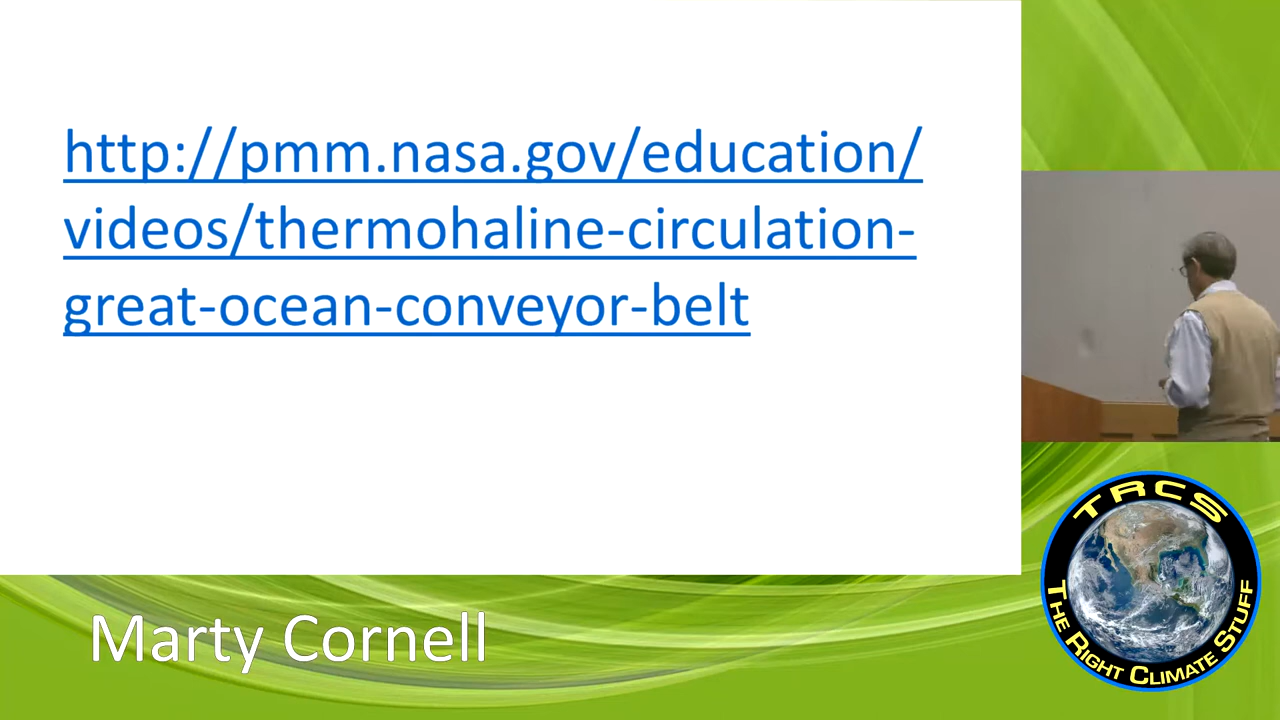 http://pmm.nasa.gov/education/
videos/thermohaline-circulation-
great-ocean-conveyor-belt
Marty Cornell
TRCS
THE RIGHT CLIMATE STUFF